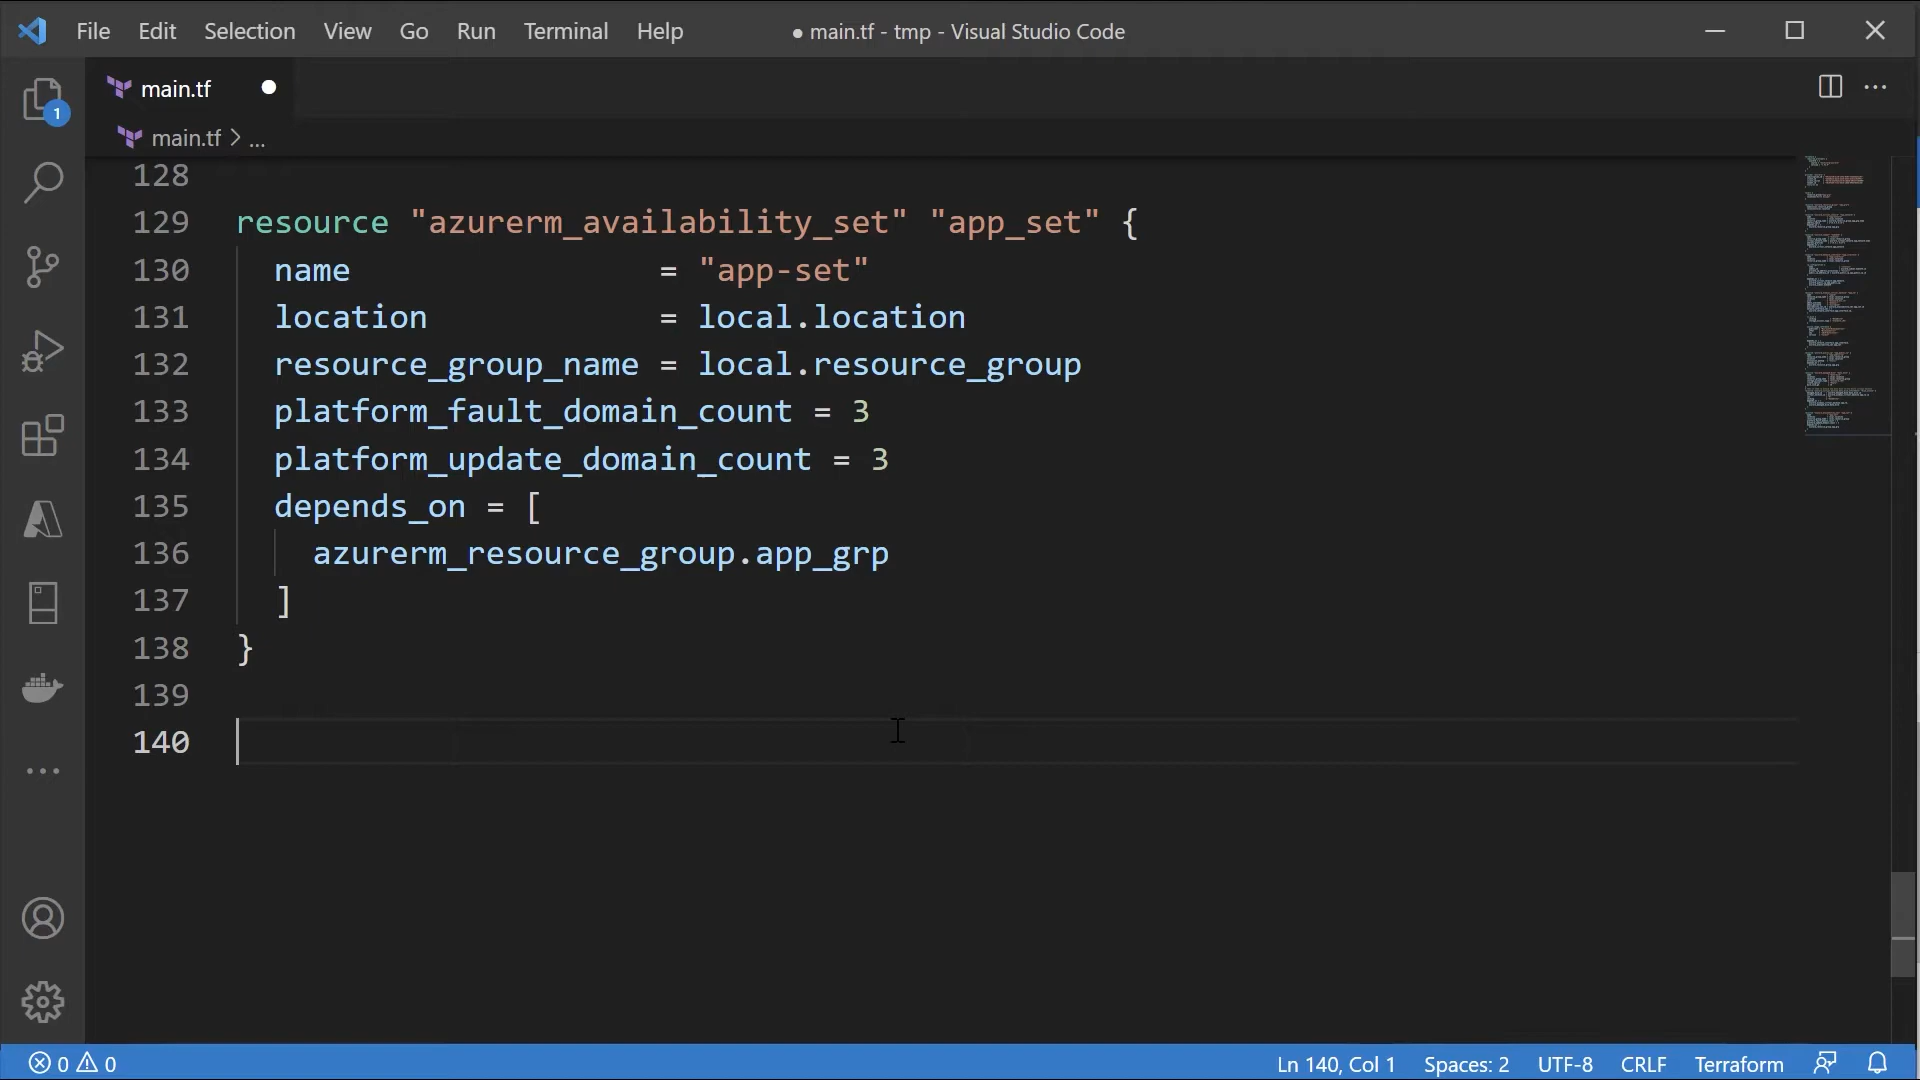 File Edit Selection View Go Run Terminal Help ● main.tf - tmp - Visual Studio Code
main.tf
1
main.tf > ...
128
129 resource "azurerm_availability_set" "app_set" {
130 name = "app-set"
131 location = local.location
132 resource_group_name = local.resource_group
133 platform_fault_domain_count = 3
134 platform_update_domain_count = 3
135 depends_on = [
136 azurerm_resource_group.app_grp
137 ]
138 }
139
140
0 0 Ln 140, Col 1 Spaces: 2 UTF-8 CRLF Terraform